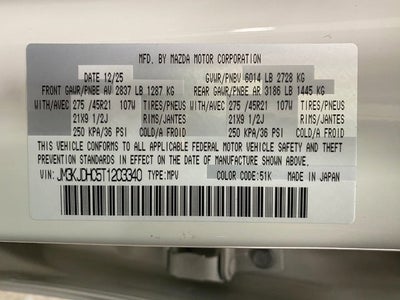 MFD. BY MAZDA MOTOR CORPORATION
DATE 12/25 GVWR/PNBV 6014 LB 2728 KG
FRONT GAWR/PNBE AV 2837 LB 1287 KG REAR GAWR/PNBE AR 3186 LB 1445 KG
WITH/AVEC 275 /45R21 107W TIRES/PNEUS WITH/AVEC 275 /45R21 107W TIRES/PNEUS
21X9 1/2J RIMS/JANTES 21X9 1/2J RIMS/JANTES
250 KPA/36 PSI COLD/A FROID 250 KPA/36 PSI COLD/A FROID
THIS VEHICLE CONFORMS TO ALL APPLICABLE FEDERAL MOTOR VEHICLE SAFETY AND THEFT
PREVENTION STANDARDS IN EFFECT ON THE DATE OF MANUFACTURE SHOWN ABOVE.
VIN: JM3KJDHC5T1203340 TYPE:MPV COLOR CODE:51K MADE IN JAPAN